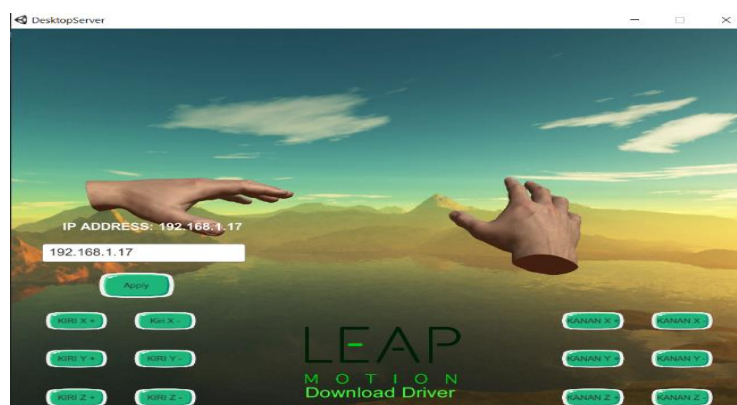 DesktopServer
IP ADDRESS: 192.168.1.17
192.168.1.17
Apply
KIRI X + Kiri X - KANAN X + KANAN X -
LEAP
KIRI Y + KIRI Y - KANAN Y + KANAN Y -
MOTION
Download Driver
KIRI Z + KIRI Z - KANAN Z + KANAN Z -